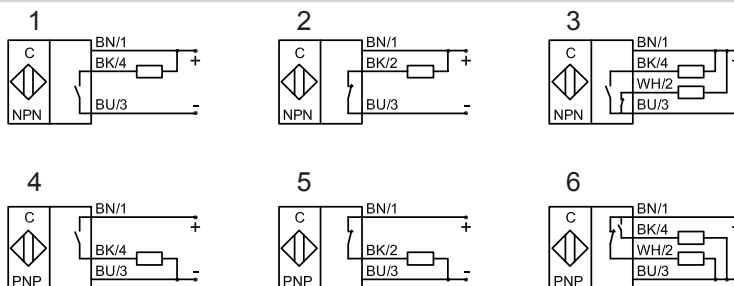 1
BN/1
C
BK/4
+
BU/3
-
NPN
2
BN/1
C
BK/2
+
BU/3
-
NPN
3
BN/1
C
BK/4
+
WH/2
BU/3
NPN
4
BN/1
C
+
BK/4
BU/3
-
PNP
5
BN/1
C
+
BK/2
BU/3
-
PNP
6
BN/1
C
+
BK/4
WH/2
BU/3
PNP